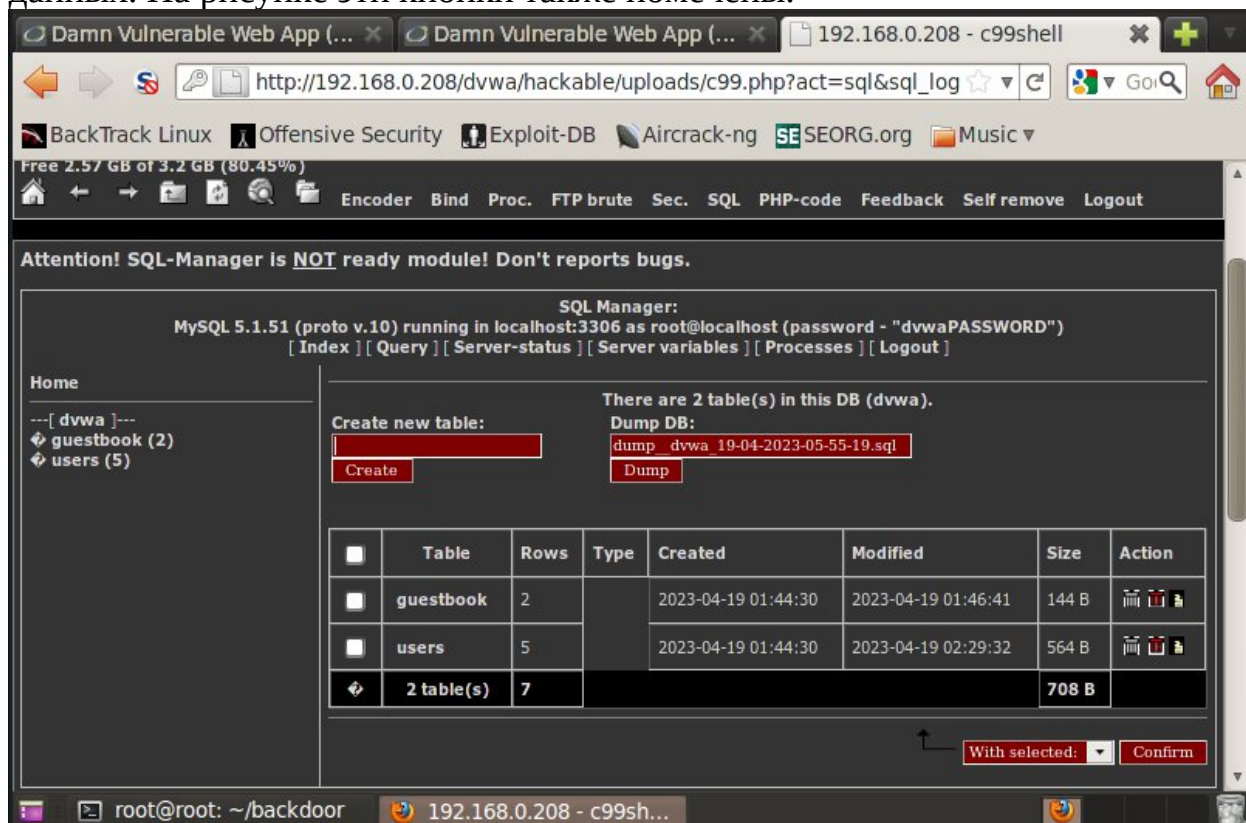 данных. На рисунке эти кнопки также помечены.
Damn Vulnerable Web App (... Damn Vulnerable Web App (... 192.168.0.208 - c99shell
http://192.168.0.208/dvwa/hackable/uploads/c99.php?act=sql&sql_log
BackTrack Linux Offensive Security Exploit-DB Aircrack-ng SE SEORG.org Music
Free 2.57 GB of 3.2 GB (80.45%)
Encoder Bind Proc. FTP brute Sec. SQL PHP-code Feedback Self remove Logout
Attention! SQL-Manager is NOT ready module! Don't reports bugs.
SQL Manager:
MySQL 5.1.51 (proto v.10) running in localhost:3306 as root@localhost (password - "dvwaPASSWORD")
[ Index ] [ Query ] [ Server-status ] [ Server variables ] [ Processes ] [ Logout ]
Home
---[ dvwa ]---
� guestbook (2)
� users (5)
There are 2 table(s) in this DB (dvwa).
Create new table: Dump DB:
dump__dvwa_19-04-2023-05-55-19.sql
Create Dump
Table Rows Type Created Modified Size Action
guestbook 2 2023-04-19 01:44:30 2023-04-19 01:46:41 144 B
users 5 2023-04-19 01:44:30 2023-04-19 02:29:32 564 B
� 2 table(s) 7 708 B
With selected: Confirm
root@root: ~/backdoor 192.168.0.208 - c99sh...